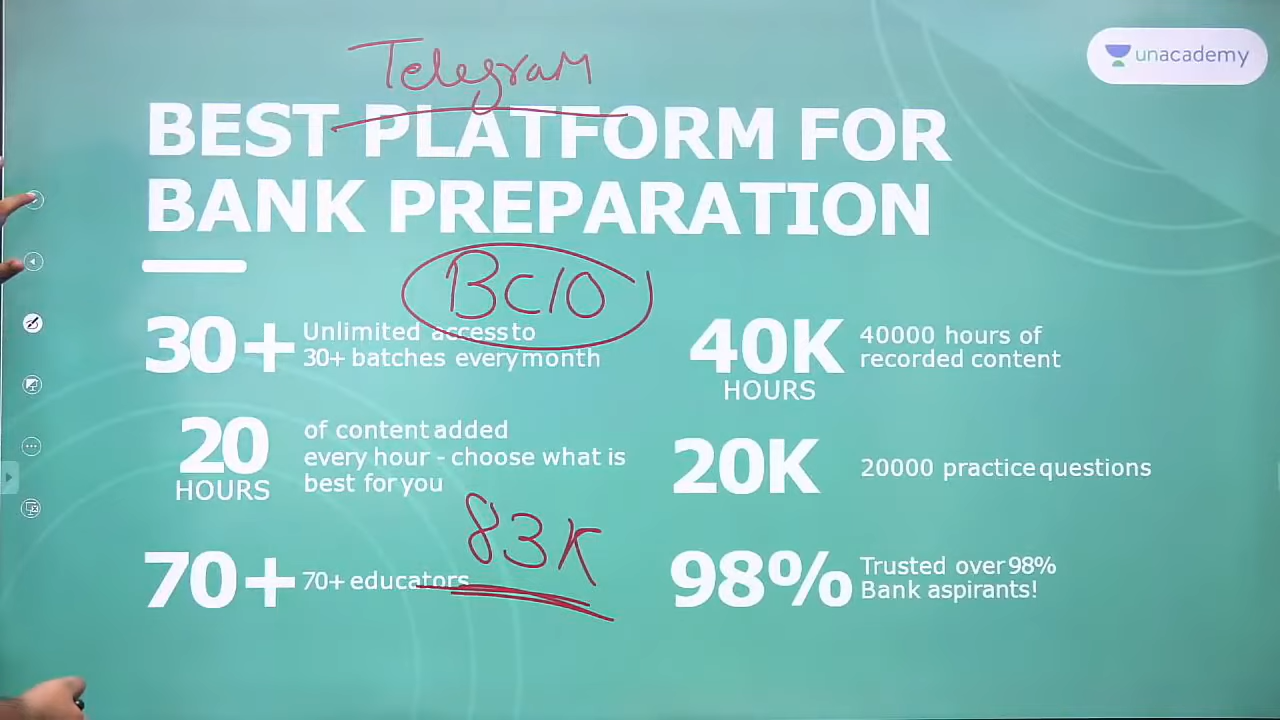 Telegram
unacademy
BEST PLATFORM FOR
BANK PREPARATION
BC10
30+
Unlimited access to
30+ batches every month
40K
HOURS
40000 hours of
recorded content
20
HOURS
of content added
every hour - choose what is
best for you
20K
20000 practice questions
83K
70+
70+ educators
98%
Trusted over 98%
Bank aspirants!